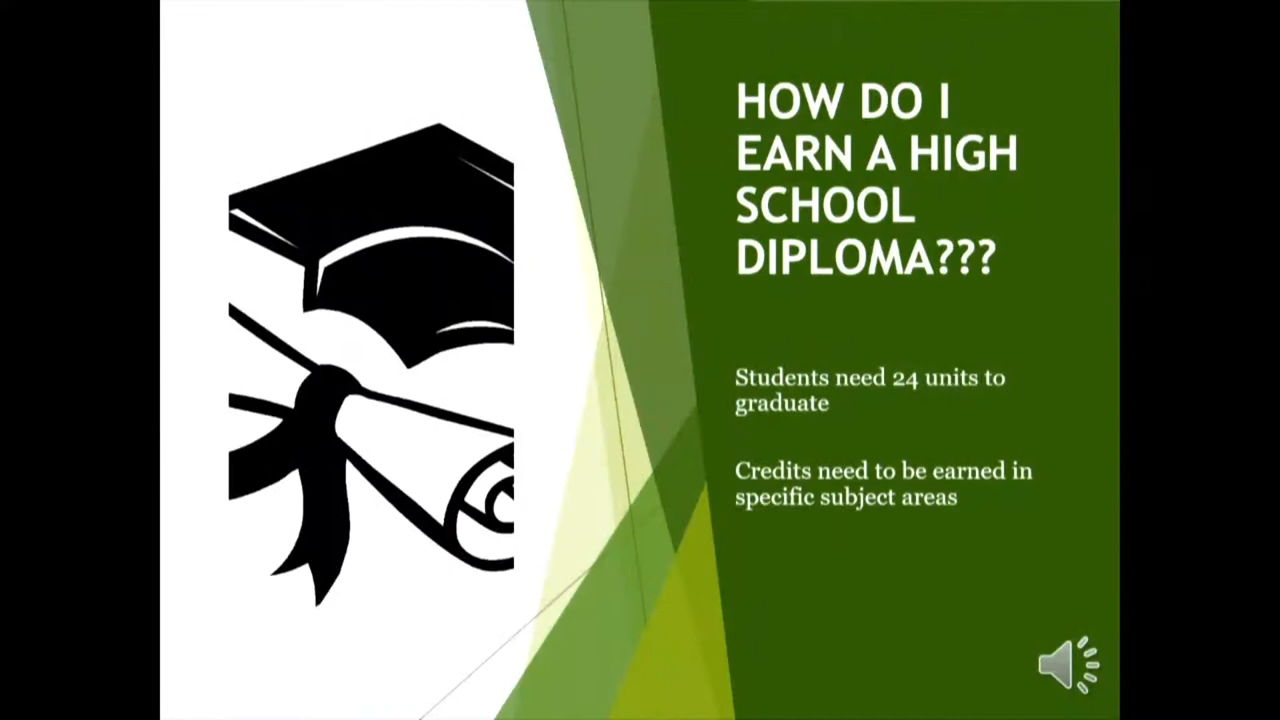 HOW DO I
EARN A HIGH
SCHOOL
DIPLOMA???
Students need 24 units to
graduate
Credits need to be earned in
specific subject areas